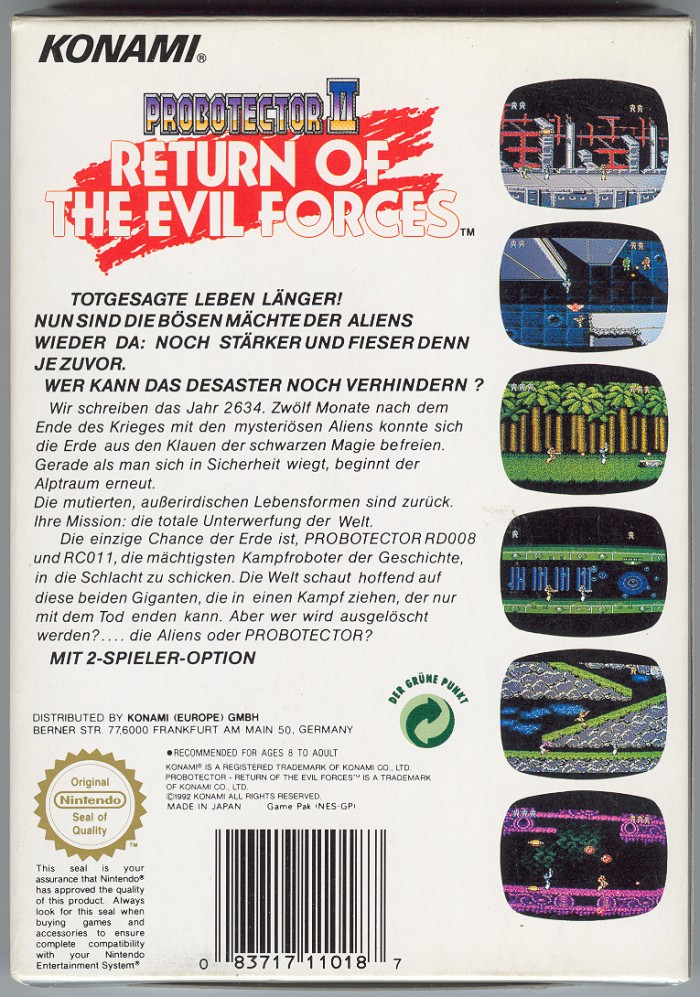 KONAMI®
PROBOTECTOR II
RETURN OF
THE EVIL FORCES™
TOTGESAGTE LEBEN LÄNGER!
NUN SIND DIE BÖSEN MÄCHTE DER ALIENS
WIEDER DA: NOCH STÄRKER UND FIESER DENN
JE ZUVOR.
WER KANN DAS DESASTER NOCH VERHINDERN ?
Wir schreiben das Jahr 2634. Zwölf Monate nach dem
Ende des Krieges mit den mysteriösen Aliens konnte sich
die Erde aus den Klauen der schwarzen Magie befreien.
Gerade als man sich in Sicherheit wiegt, beginnt der
Alptraum erneut.
Die mutierten, außerirdischen Lebensformen sind zurück.
Ihre Mission: die totale Unterwerfung der Welt.
Die einzige Chance der Erde ist, PROBOTECTOR RD008
und RC011, die mächtigsten Kampfroboter der Geschichte,
in die Schlacht zu schicken. Die Welt schaut hoffend auf
diese beiden Giganten, die in einen Kampf ziehen, der nur
mit dem Tod enden kann. Aber wer wird ausgelöscht
werden?.... die Aliens oder PROBOTECTOR?
MIT 2-SPIELER-OPTION
DER GRÜNE PUNKT
DISTRIBUTED BY KONAMI (EUROPE) GMBH
BERNER STR. 77,6000 FRANKFURT AM MAIN 50, GERMANY
•RECOMMENDED FOR AGES 8 TO ADULT
KONAMI® IS A REGISTERED TRADEMARK OF KONAMI CO., LTD.
PROBOTECTOR - RETURN OF THE EVIL FORCES™ IS A TRADEMARK
OF KONAMI CO., LTD.
©1992 KONAMI ALL RIGHTS RESERVED.
MADE IN JAPAN Game Pak (NES-GP)
Original
Nintendo
Seal of
Quality
™
This seal is your
assurance that Nintendo®
has approved the quality
of this product. Always
look for this seal when
buying games and
accessories to ensure
complete compatibility
with your Nintendo
Entertainment System®
0 83717 11018 7